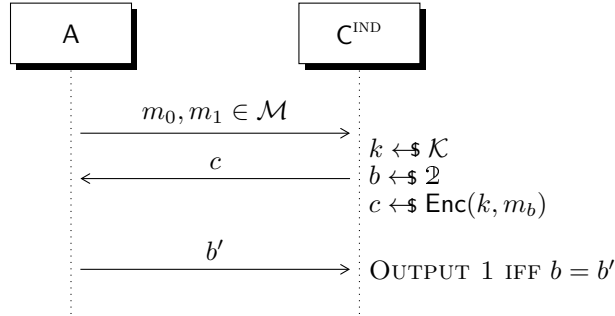 A
C^IND
m_0, m_1 ∈ ℳ
k ←$ 𝒦
c
b ←$ 𝟚
c ←$ Enc(k, m_b)
b′
OUTPUT 1 IFF b = b′